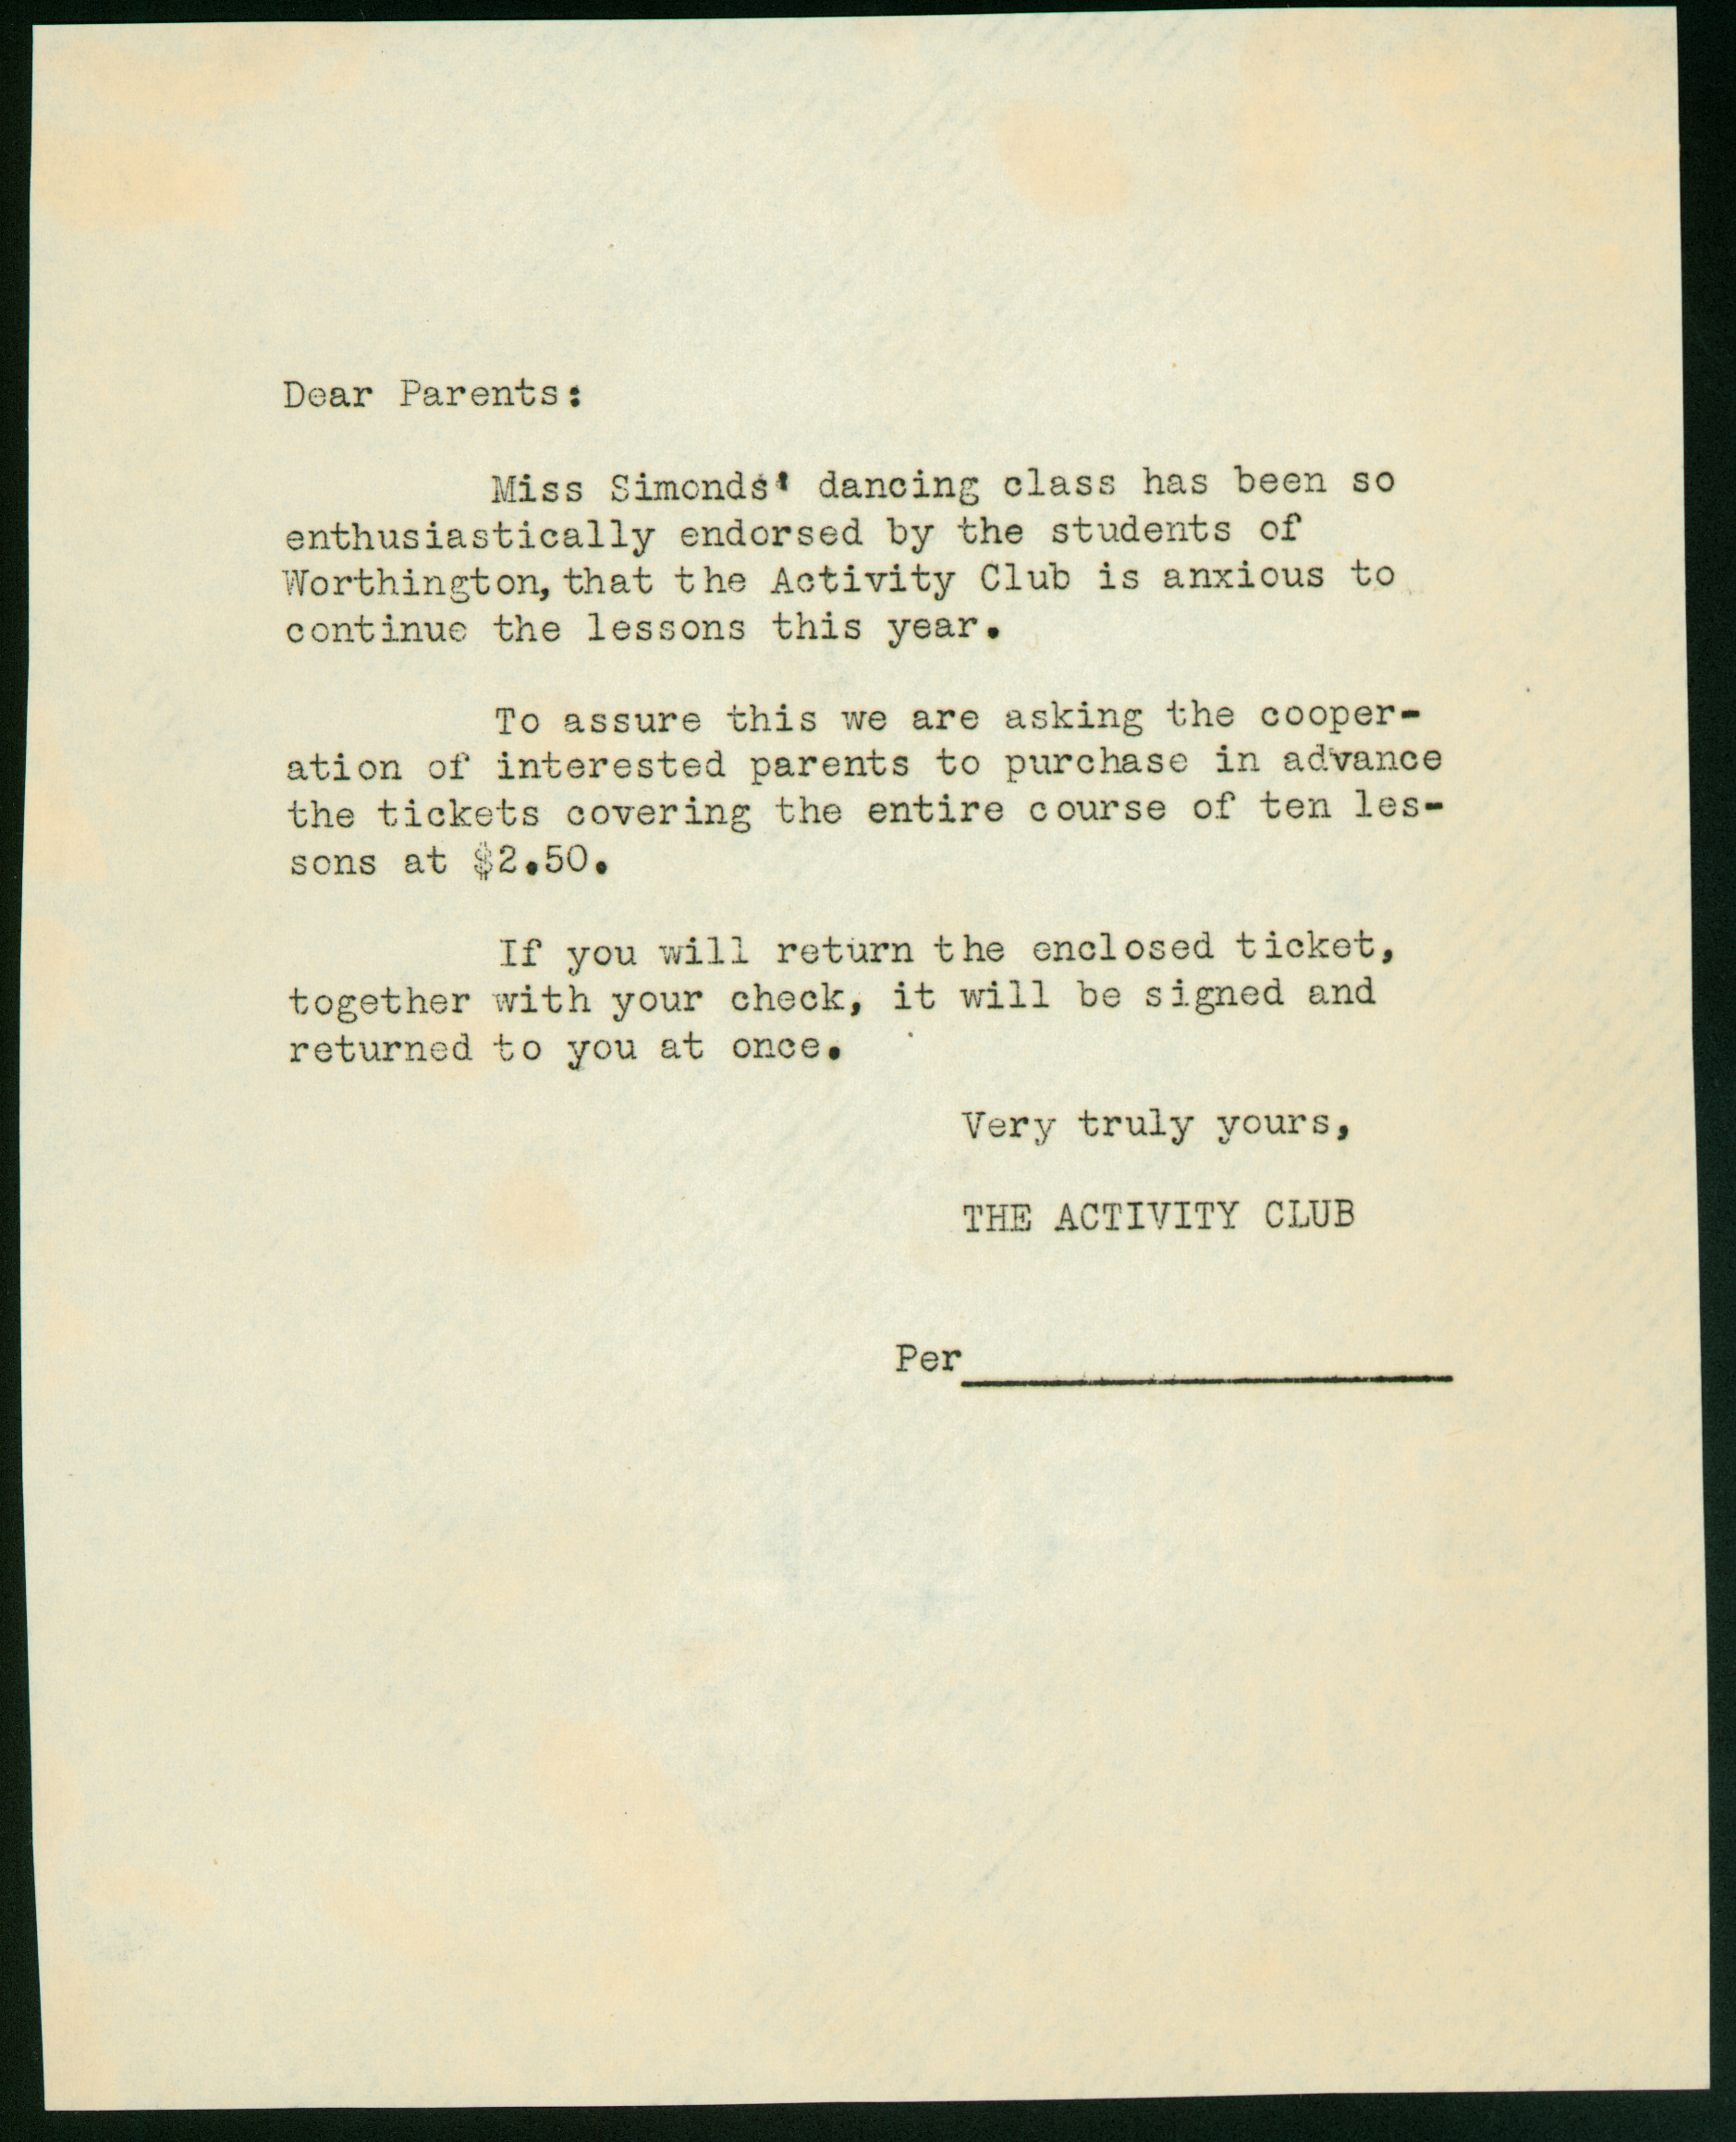 Dear Parents:
Miss Simonds' dancing class has been so
enthusiastically endorsed by the students of
Worthington, that the Activity Club is anxious to
continue the lessons this year.
To assure this we are asking the cooper-
ation of interested parents to purchase in advance
the tickets covering the entire course of ten les-
sons at $2.50.
If you will return the enclosed ticket,
together with your check, it will be signed and
returned to you at once.
Very truly yours,
THE ACTIVITY CLUB
Per